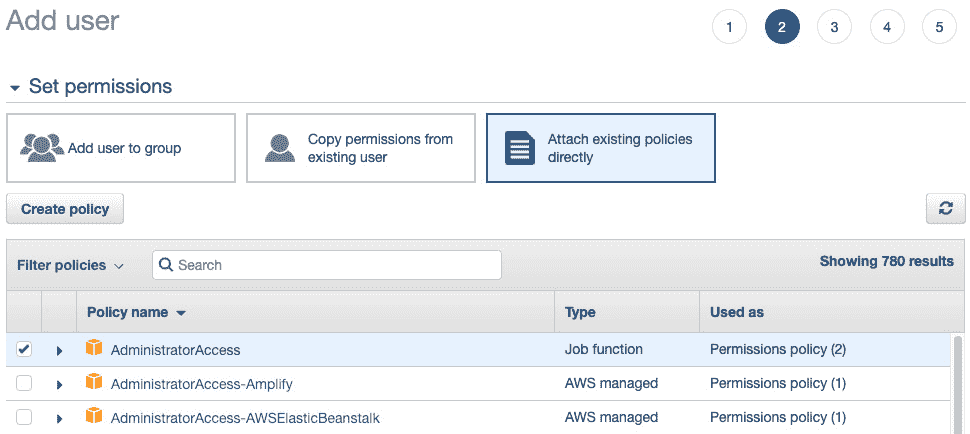 Add user
1 2 3 4 5
Set permissions
Add user to group
Copy permissions from
existing user
Attach existing policies
directly
Create policy
Filter policies
Search
Showing 780 results
Policy name Type Used as
AdministratorAccess Job function Permissions policy (2)
AdministratorAccess-Amplify AWS managed Permissions policy (1)
AdministratorAccess-AWSElasticBeanstalk AWS managed Permissions policy (1)